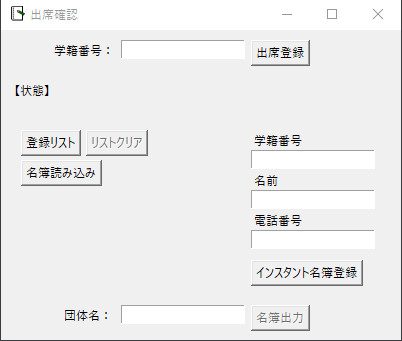 出席確認
学籍番号： 出席登録
【状態】
登録リスト リストクリア
名簿読み込み
学籍番号
名前
電話番号
インスタント名簿登録
団体名： 名簿出力